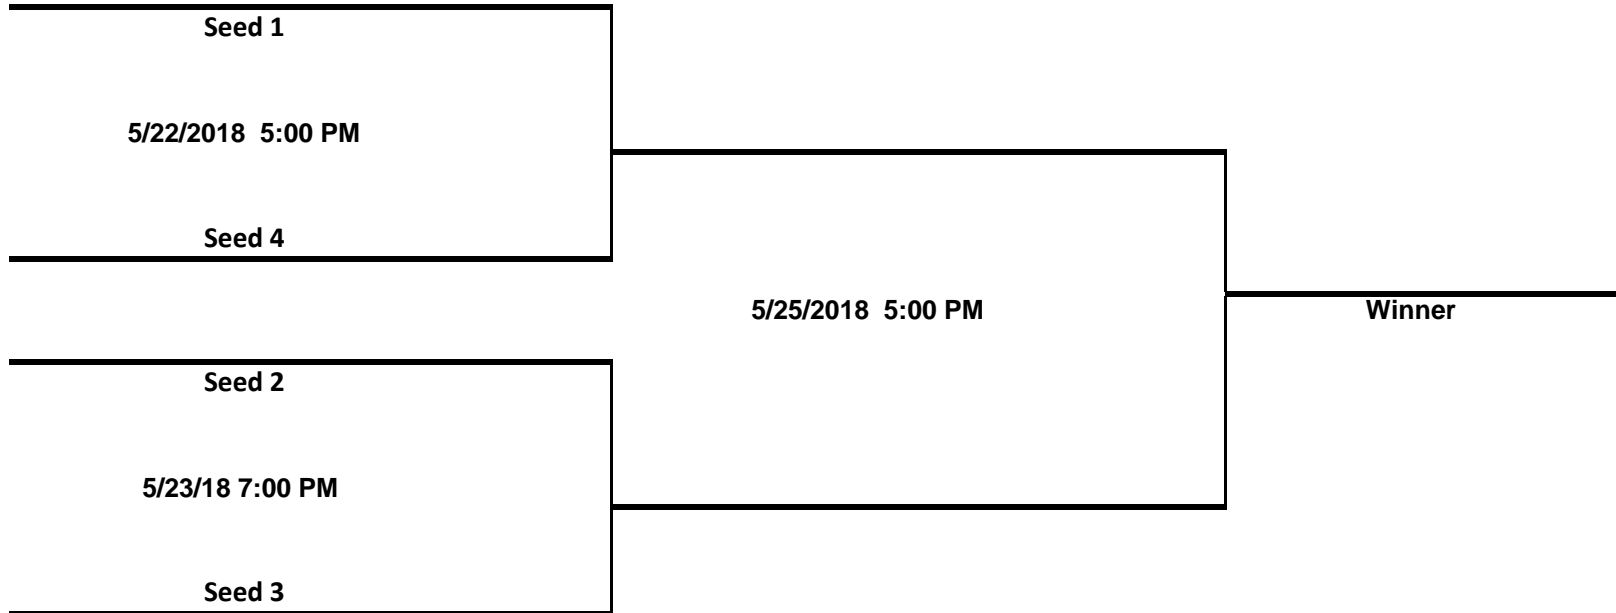 Seed 1
5/22/2018  5:00 PM
Seed 4
5/25/2018  5:00 PM
Winner
Seed 2
5/23/18 7:00 PM
Seed 3